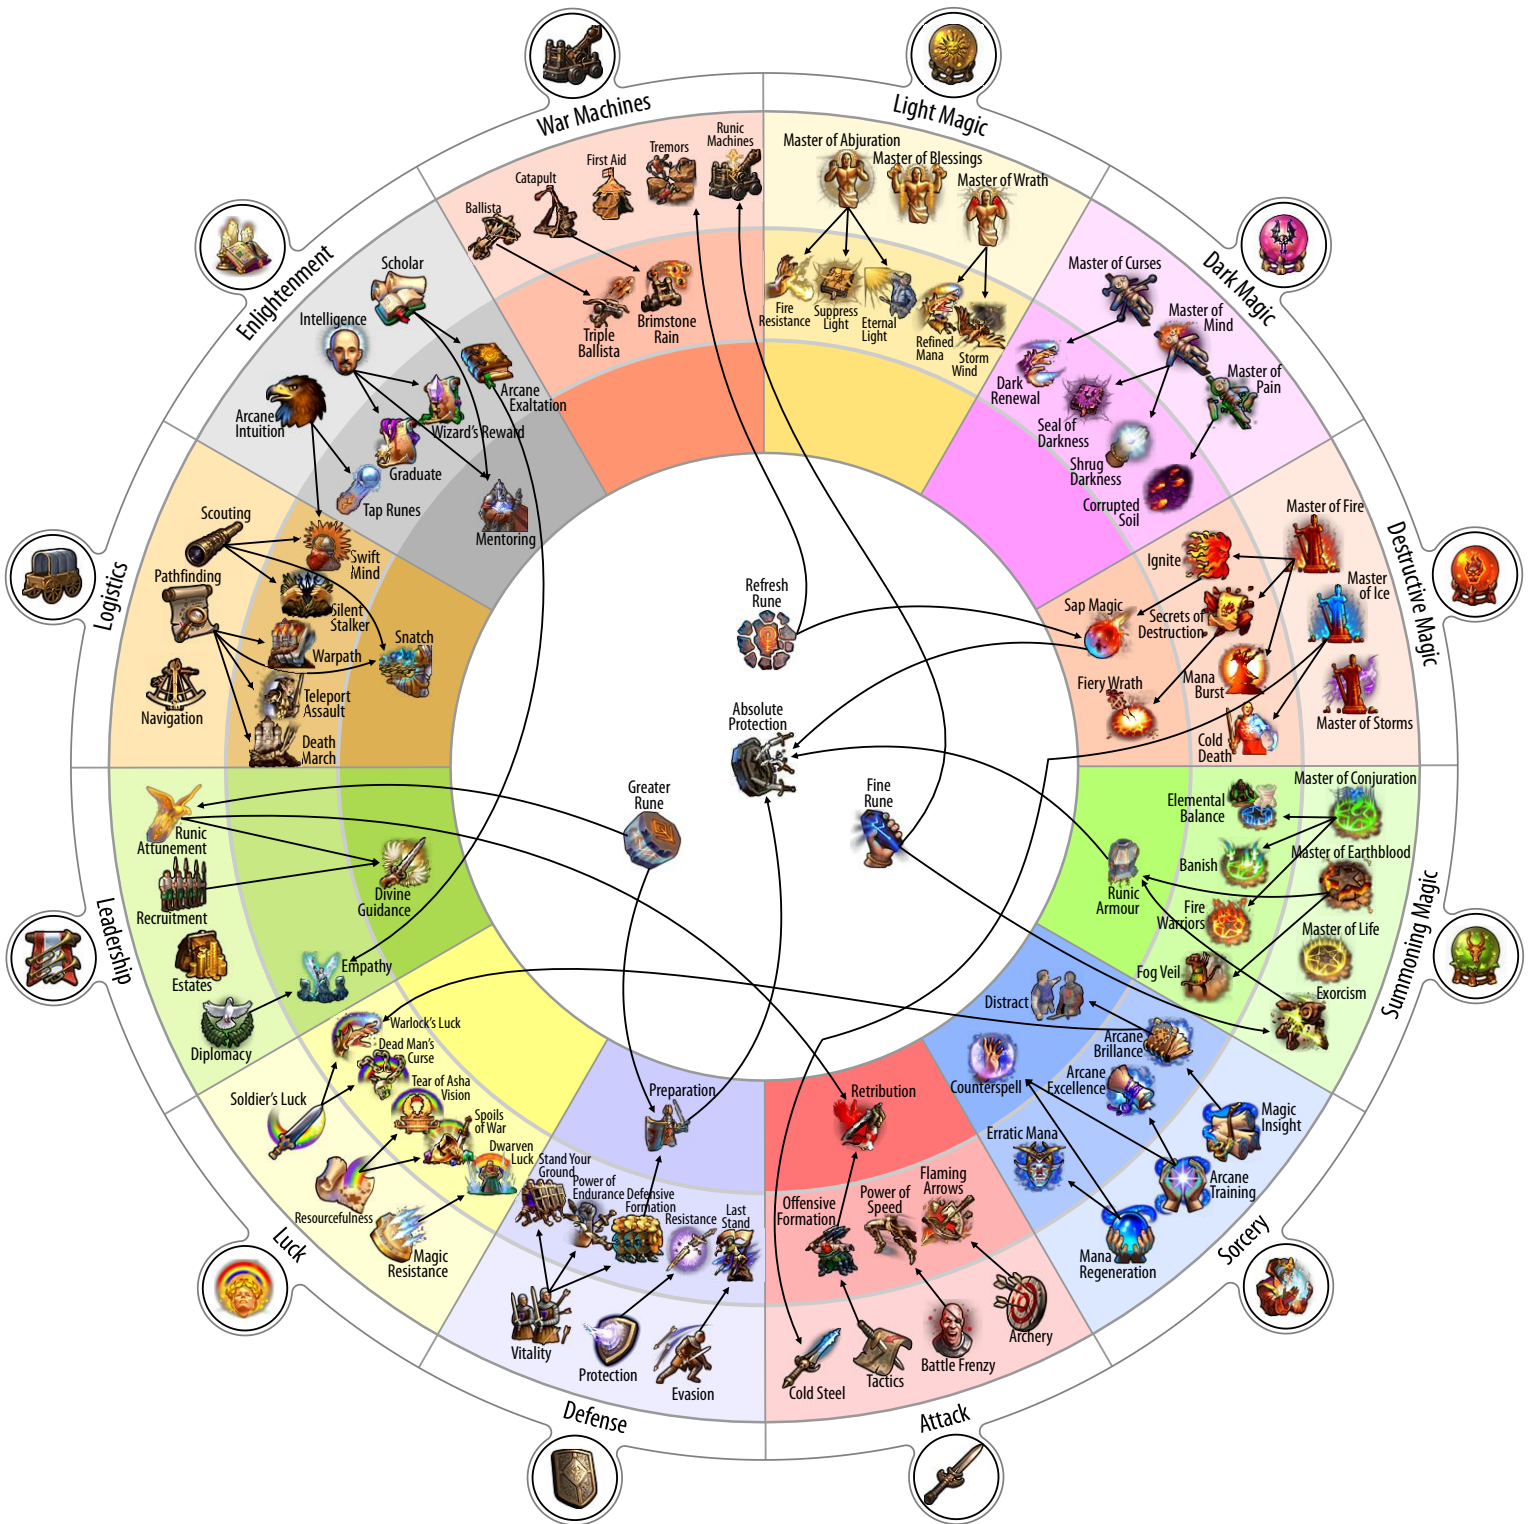 War Machines
Light Magic
Dark Magic
Destructive Magic
Summoning Magic
Sorcery
Attack
Defense
Luck
Leadership
Logistics
Enlightenment
Ballista
Catapult
First Aid
Tremors
Runic
Machines
Triple
Ballista
Brimstone
Rain
Master of Abjuration
Master of Blessings
Master of Wrath
Fire
Resistance
Suppress
Light
Eternal
Light
Refined
Mana
Storm
Wind
Master of Curses
Master of
Mind
Master of
Pain
Dark
Renewal
Seal of
Darkness
Shrug
Darkness
Corrupted
Soil
Master of Fire
Master
of Ice
Master of Storms
Ignite
Sap Magic
Secrets of
Destruction
Mana
Burst
Fiery Wrath
Cold
Death
Master of Conjuration
Elemental
Balance
Banish
Master of Earthblood
Runic
Armour
Fire
Warriors
Master of Life
Fog Veil
Exorcism
Distract
Arcane
Brillance
Counterspell
Arcane
Excellence
Magic
Insight
Erratic Mana
Arcane
Training
Mana
Regeneration
Retribution
Offensive
Formation
Power of
Speed
Flaming
Arrows
Cold Steel
Tactics
Battle Frenzy
Archery
Preparation
Stand Your
Ground
Power of
Endurance
Defensive
Formation
Resistance
Last
Stand
Vitality
Protection
Evasion
Warlock's Luck
Dead Man's
Curse
Tear of Asha
Vision
Spoils
of War
Dwarven
Luck
Soldier's Luck
Resourcefulness
Magic
Resistance
Runic
Attunement
Recruitment
Estates
Diplomacy
Divine
Guidance
Empathy
Scouting
Pathfinding
Navigation
Swift
Mind
Silent
Stalker
Warpath
Snatch
Teleport
Assault
Death
March
Scholar
Intelligence
Arcane
Intuition
Arcane
Exaltation
Wizard's Reward
Graduate
Tap Runes
Mentoring
Refresh
Rune
Absolute
Protection
Greater
Rune
Fine
Rune